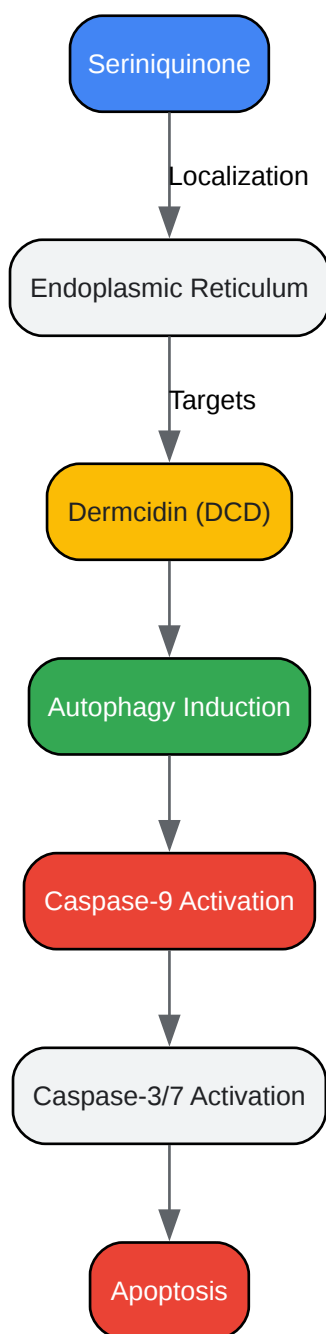 Seriniquinone
Localization
Endoplasmic Reticulum
Targets
Dermcidin (DCD)
Autophagy Induction
Caspase-9 Activation
Caspase-3/7 Activation
Apoptosis